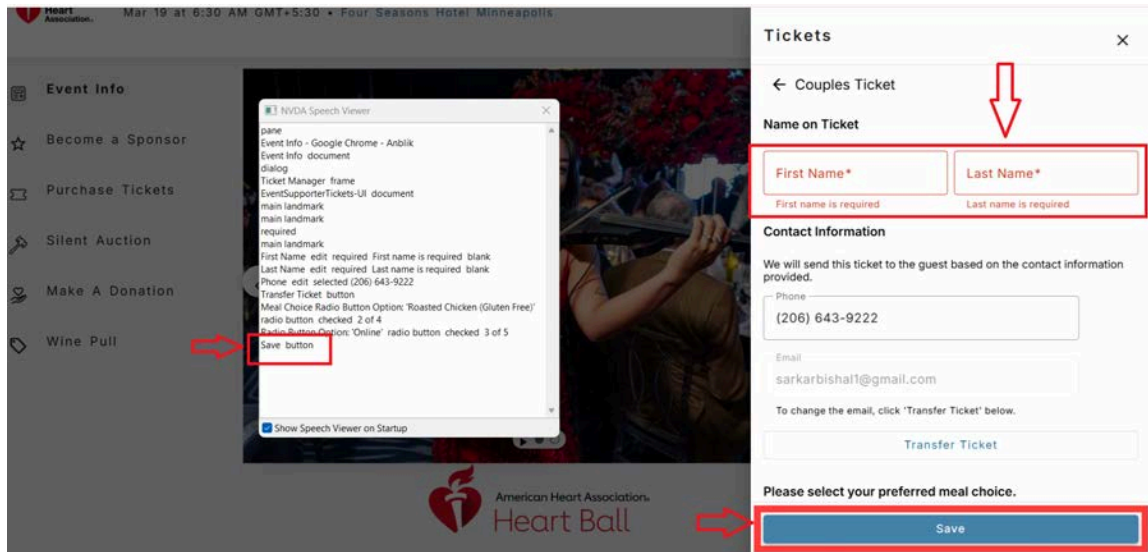 Heart
Association.
Mar 19 at 6:30 AM GMT+5:30 • Four Seasons Hotel Minneapolis
Event Info
Become a Sponsor
Purchase Tickets
Silent Auction
Make A Donation
Wine Pull
NVDA Speech Viewer
pane
Event Info - Google Chrome - Anblik
Event Info document
dialog
Ticket Manager frame
EventSupporterTickets-UI document
main landmark
main landmark
required
main landmark
First Name edit required First name is required blank
Last Name edit required Last name is required blank
Phone edit selected (206) 643-9222
Transfer Ticket button
Meal Choice Radio Button Option: 'Roasted Chicken (Gluten Free)'
radio button checked 2 of 4
Radio Button Option: 'Online' radio button checked 3 of 5
Save button
Show Speech Viewer on Startup
American Heart Association.
Heart Ball
Tickets
Couples Ticket
Name on Ticket
First Name* Last Name*
First name is required Last name is required
Contact Information
We will send this ticket to the guest based on the contact information
provided.
Phone
(206) 643-9222
Email
sarkarbishal1@gmail.com
To change the email, click 'Transfer Ticket' below.
Transfer Ticket
Please select your preferred meal choice.
Save